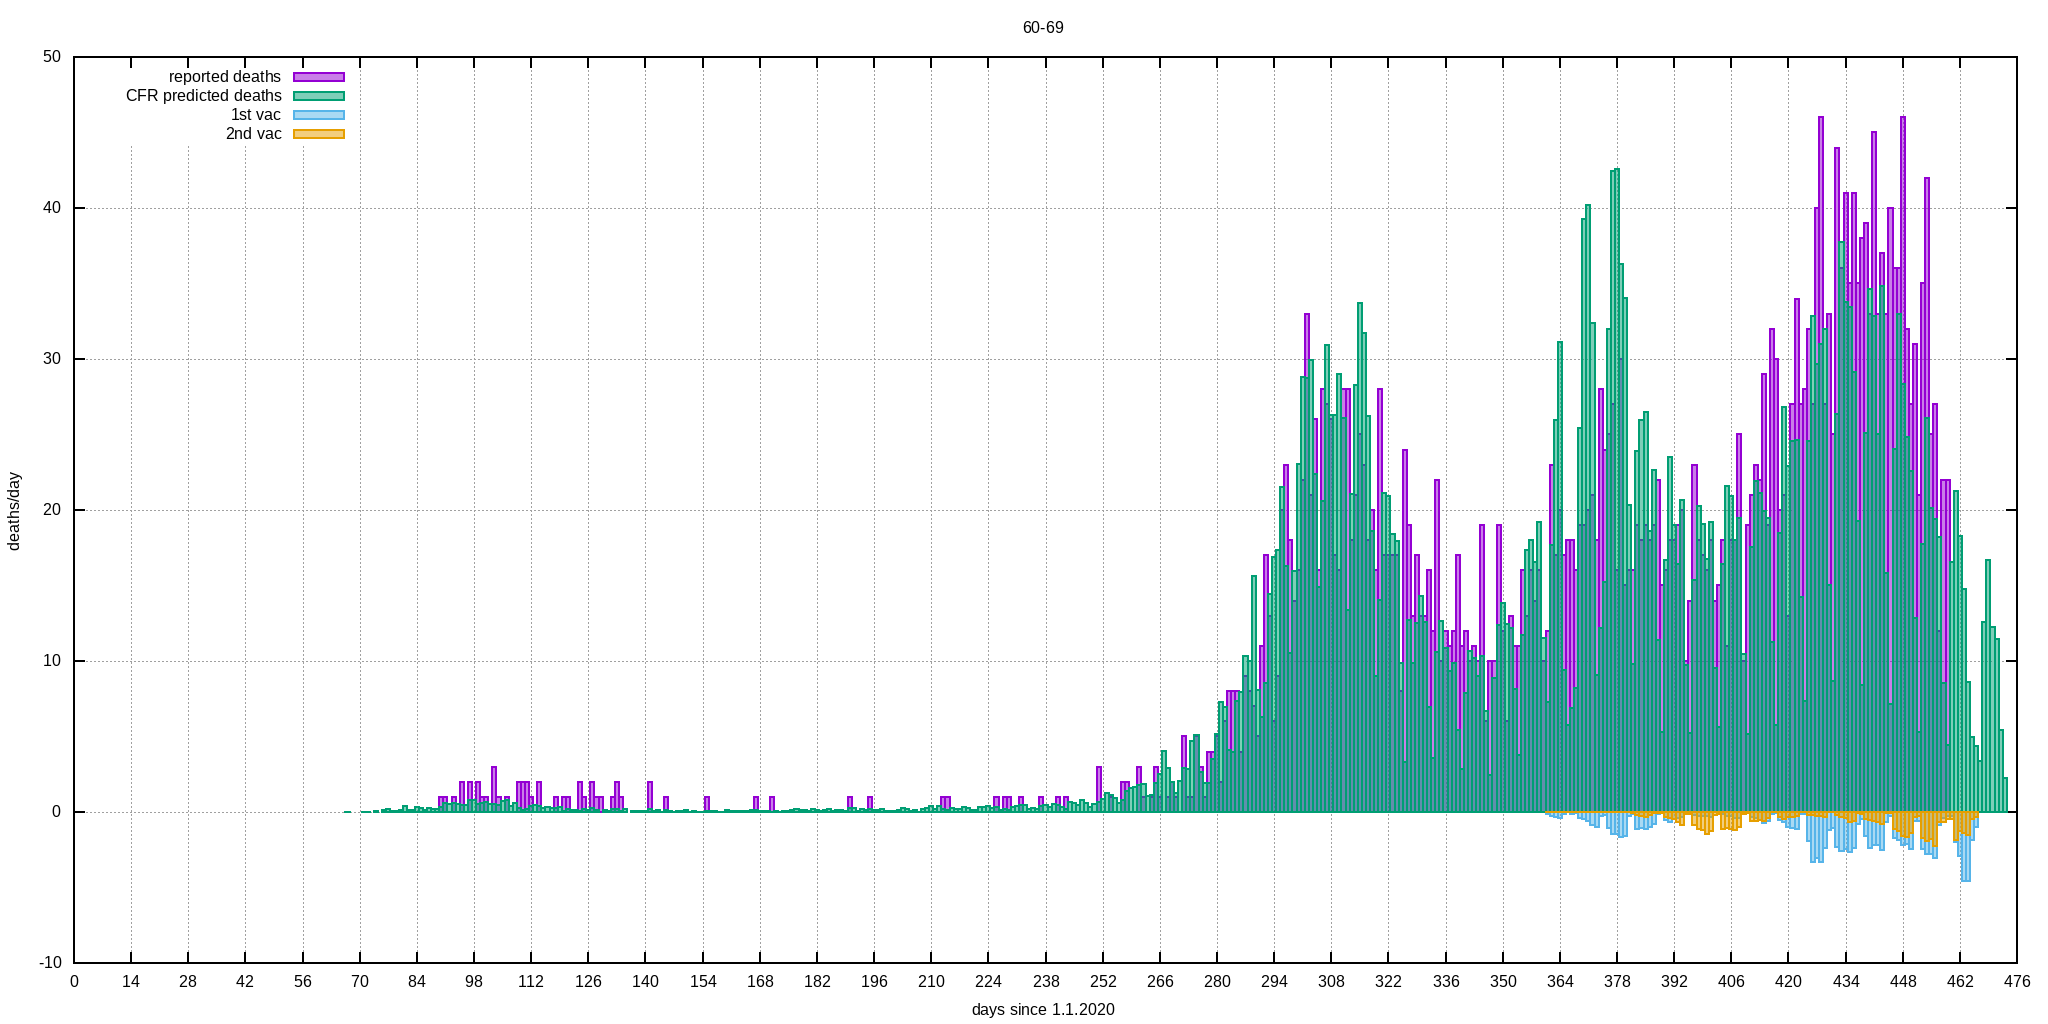 60-69
50
reported deaths
CFR predicted deaths
1st vac
2nd vac
40
30
20
10
0
-10
deaths/day
0 14 28 42 56 70 84 98 112 126 140 154 168 182 196 210 224 238 252 266 280 294 308 322 336 350 364 378 392 406 420 434 448 462 476
days since 1.1.2020